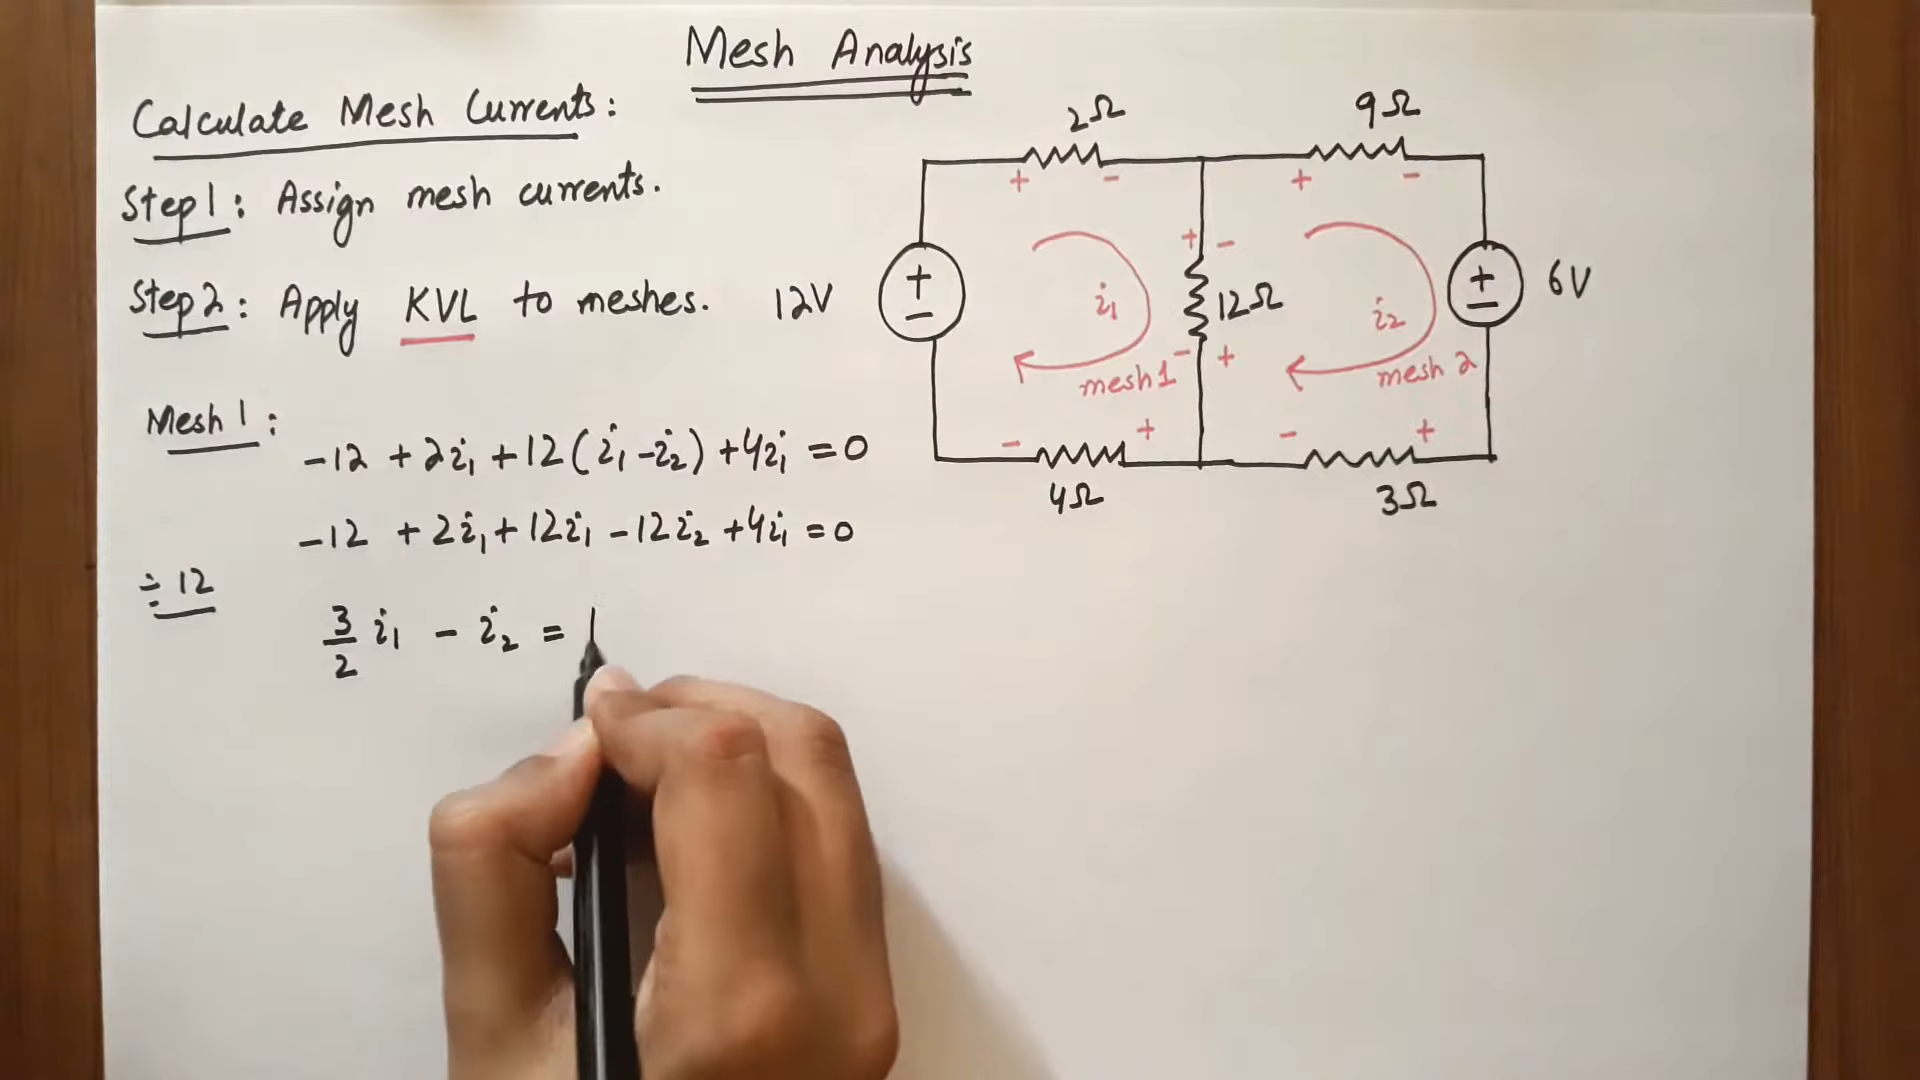 Mesh Analysis
Calculate Mesh Currents:
Step 1: Assign mesh currents.
Step 2: Apply KVL to meshes.
Mesh 1:
-12 + 2i₁ + 12(i₁ - i₂) + 4i₁ = 0
-12 + 2i₁ + 12i₁ - 12i₂ + 4i₁ = 0
÷ 12
3/2 i₁ - i₂ = 1
2Ω
9Ω
+ -
+ -
+ -
12V
+
-
i₁
12Ω
i₂
+
-
6V
- +
mesh 1
mesh 2
- +
- +
4Ω
3Ω